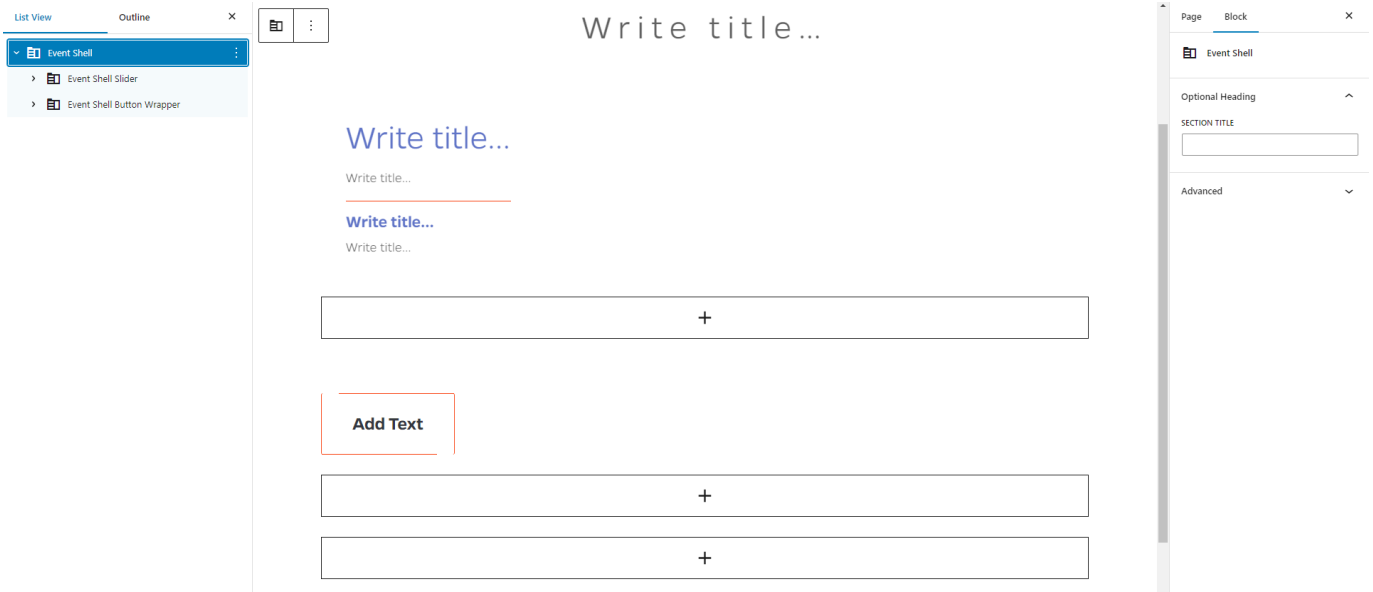 List View
Outline
Event Shell
Event Shell Slider
Event Shell Button Wrapper
Write title...
Write title...
Write title...
Write title...
Write title...
Add Text
Page
Block
Event Shell
Optional Heading
SECTION TITLE
Advanced